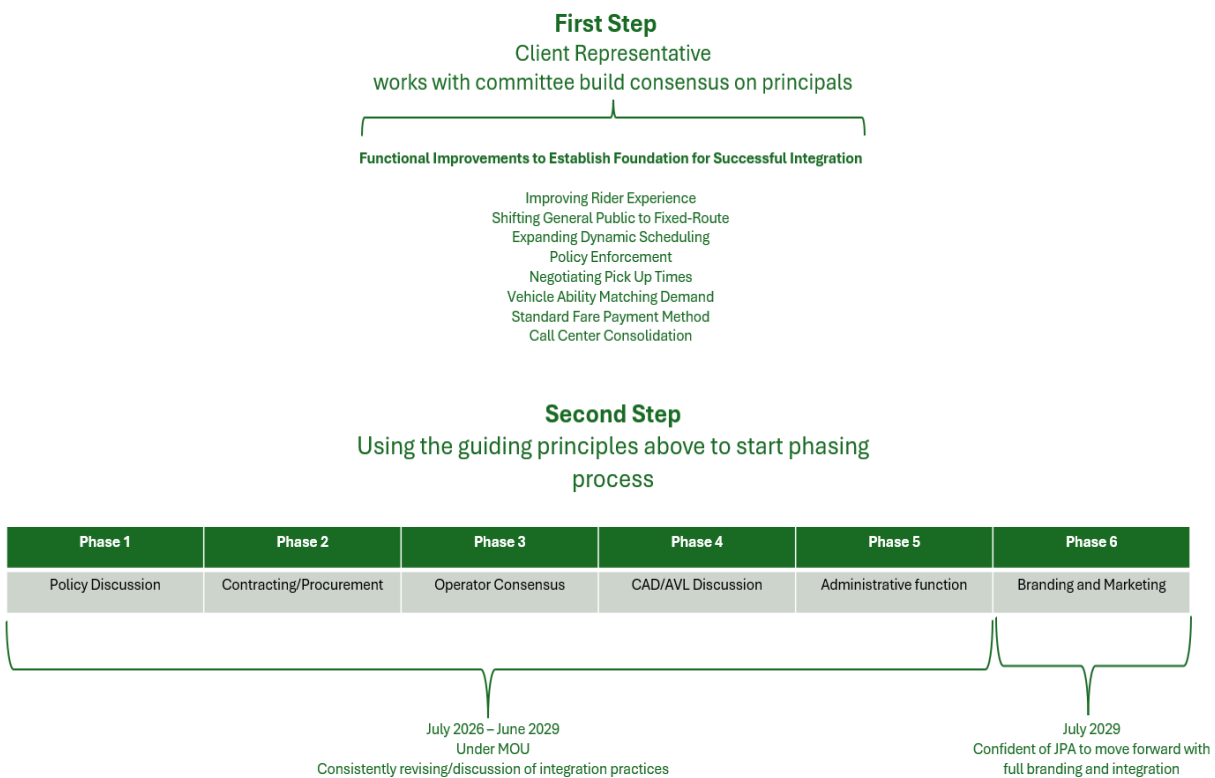 First Step
Client Representative
works with committee build consensus on principals
Functional Improvements to Establish Foundation for Successful Integration
Improving Rider Experience
Shifting General Public to Fixed-Route
Expanding Dynamic Scheduling
Policy Enforcement
Negotiating Pick Up Times
Vehicle Ability Matching Demand
Standard Fare Payment Method
Call Center Consolidation
Second Step
Using the guiding principles above to start phasing
process
Phase 1 Phase 2 Phase 3 Phase 4 Phase 5 Phase 6
Policy Discussion Contracting/Procurement Operator Consensus CAD/AVL Discussion Administrative function Branding and Marketing
July 2026 – June 2029
Under MOU
Consistently revising/discussion of integration practices
July 2029
Confident of JPA to move forward with
full branding and integration